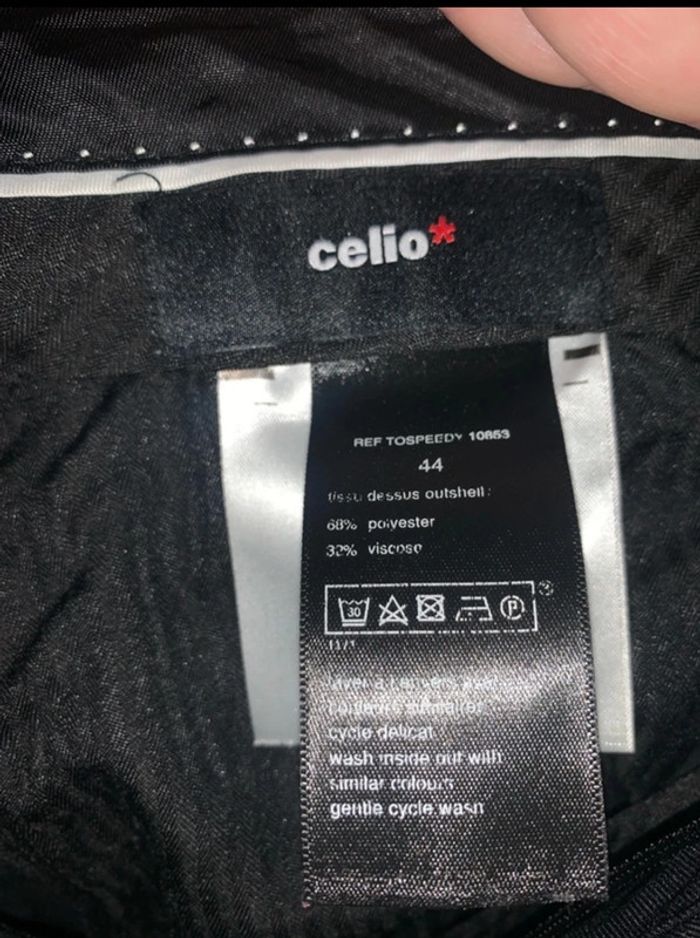 celio*
REF TOSPEEDY 10853
44
tissu dessus outshell:
68% polyester
32% viscose
30
P
cycle délicat
wash inside out with
similar colours
gentle cycle wash